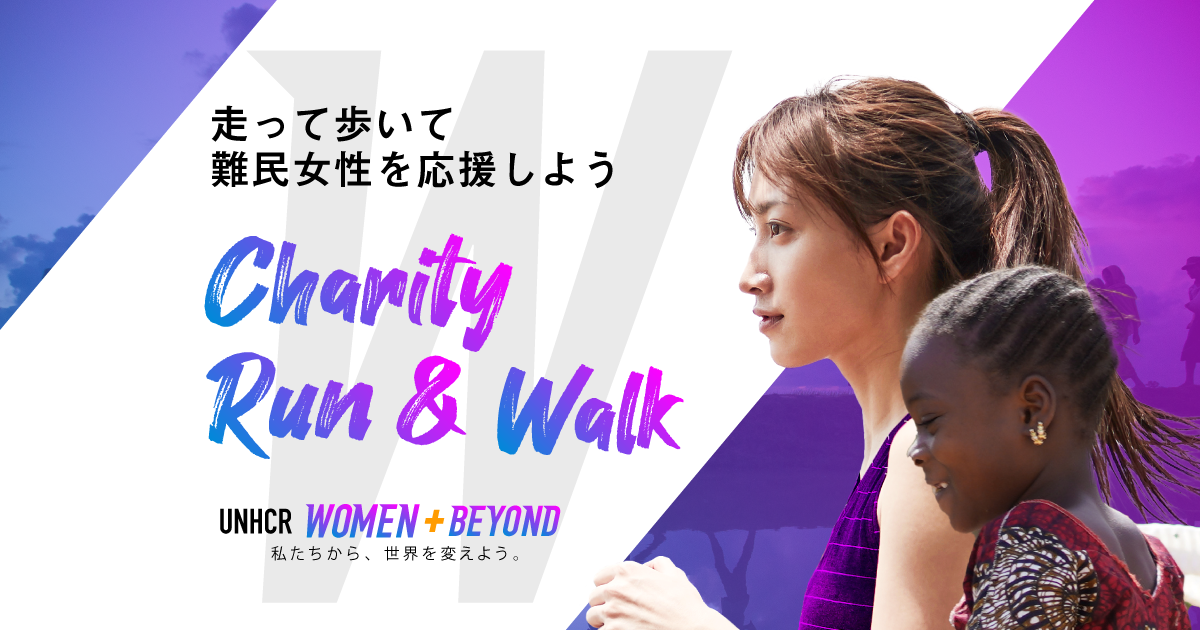 走って歩いて
難民女性を応援しよう
Charity
Run & Walk
UNHCR WOMEN + BEYOND
私たちから、世界を変えよう。